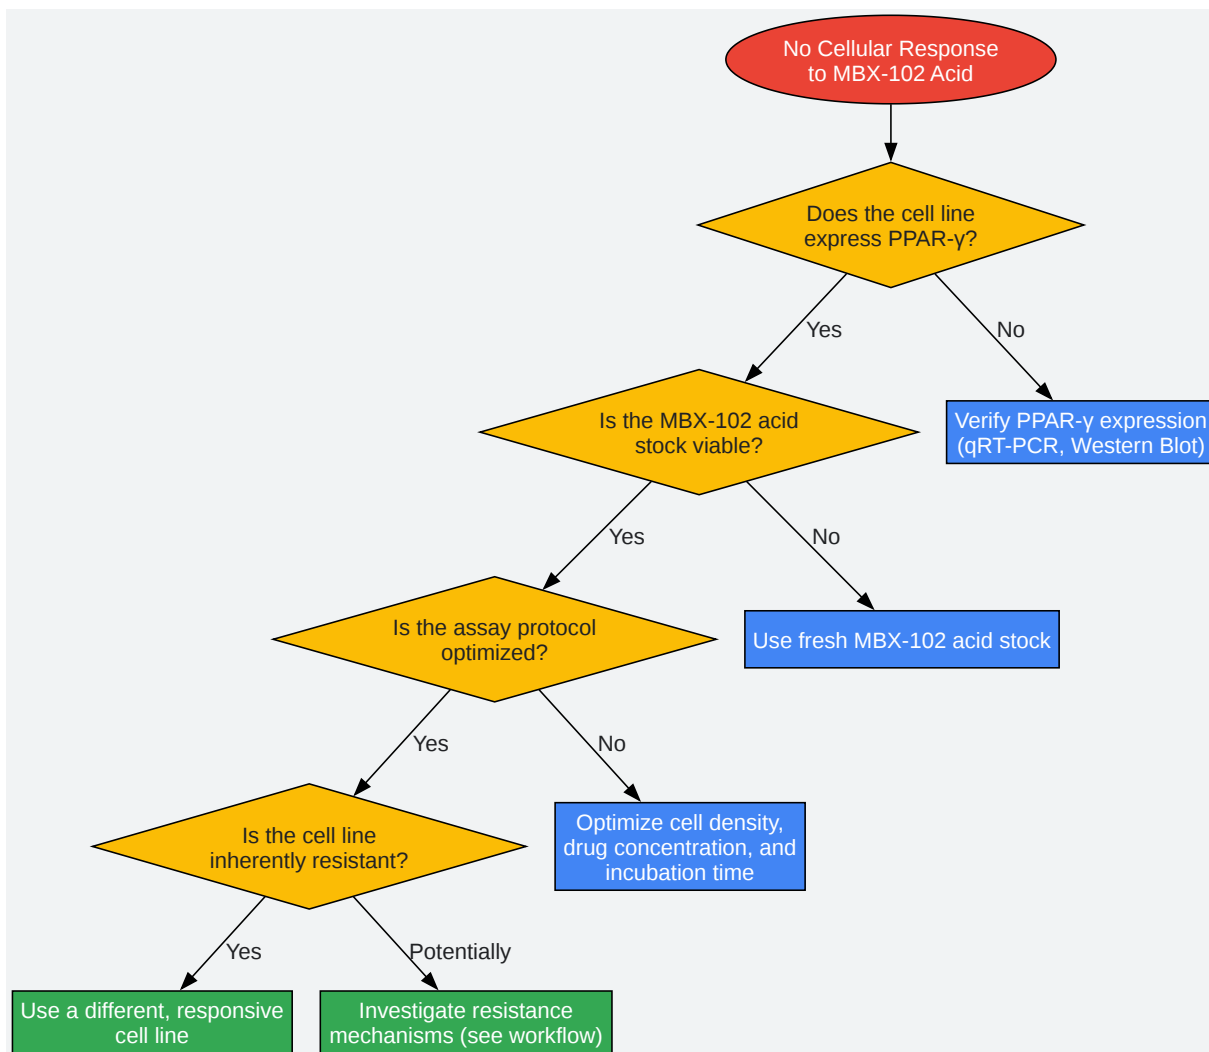 No Cellular Response
to MBX-102 Acid
Does the cell line
express PPAR-γ?
Yes
No
Is the MBX-102 acid
stock viable?
Verify PPAR-γ expression
(qRT-PCR, Western Blot)
Yes
No
Is the assay protocol
optimized?
Use fresh MBX-102 acid stock
Yes
No
Is the cell line
inherently resistant?
Optimize cell density,
drug concentration, and
incubation time
Yes
Potentially
Use a different, responsive
cell line
Investigate resistance
mechanisms (see workflow)